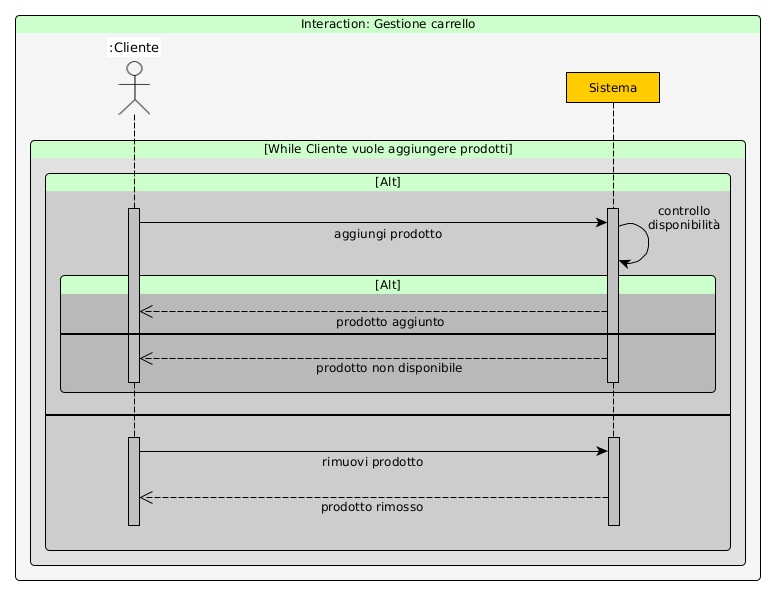 Interaction: Gestione carrello
:Cliente
Sistema
[While Cliente vuole aggiungere prodotti]
[Alt]
controllo
disponibilità
aggiungi prodotto
[Alt]
prodotto aggiunto
prodotto non disponibile
rimuovi prodotto
prodotto rimosso